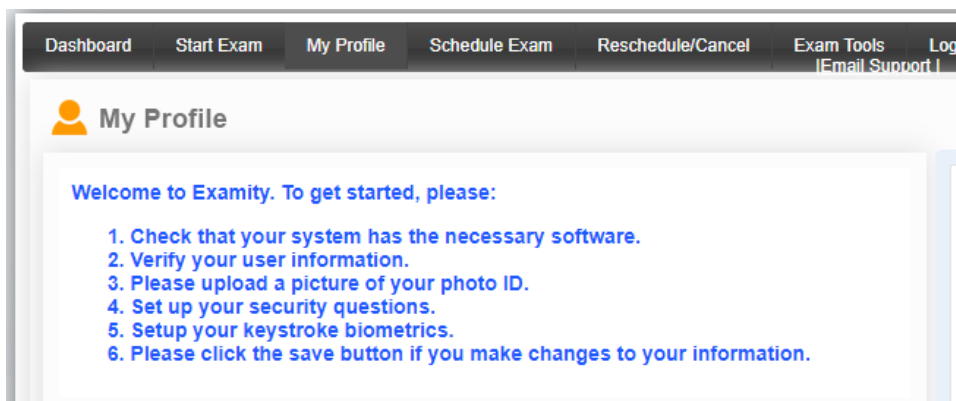 Dashboard Start Exam My Profile Schedule Exam Reschedule/Cancel Exam Tools
|Email Support |
My Profile
Welcome to Examity. To get started, please:
1. Check that your system has the necessary software.
2. Verify your user information.
3. Please upload a picture of your photo ID.
4. Set up your security questions.
5. Setup your keystroke biometrics.
6. Please click the save button if you make changes to your information.